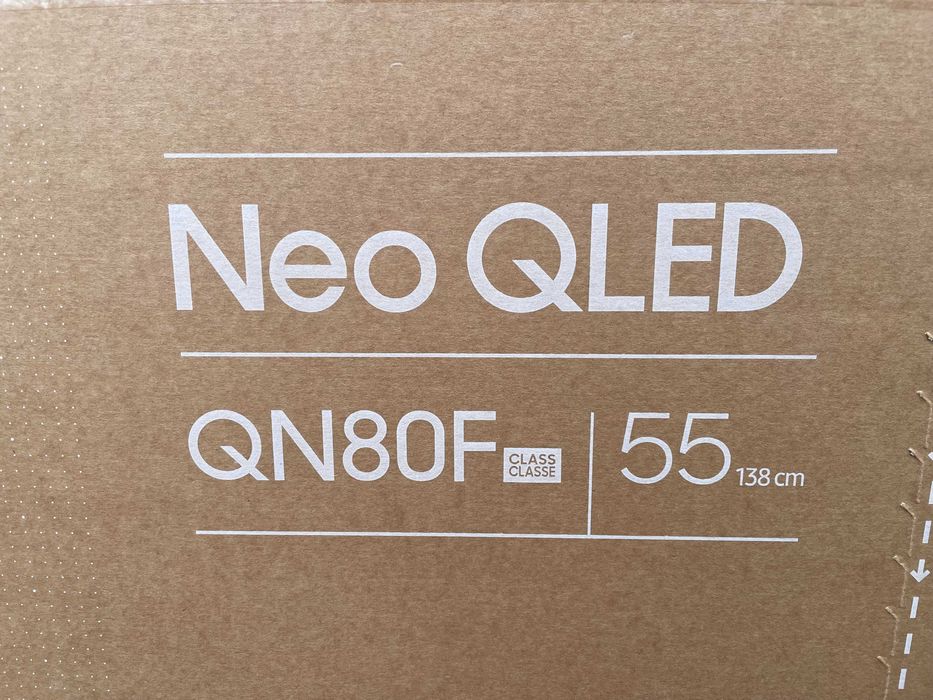 Neo QLED
QN80F CLASS CLASSE 55 138 cm